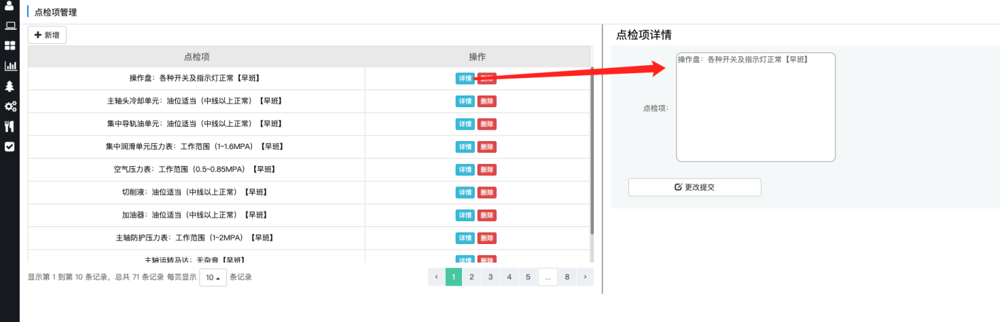 点检项管理
新增
点检项 操作
操作盘：各种开关及指示灯正常【早班】 详情 删除
主轴头冷却单元：油位适当（中线以上正常）【早班】 详情 删除
集中导轨油单元：油位适当（中线以上正常）【早班】 详情 删除
集中润滑单元压力表：工作范围（1~1.6MPA）【早班】 详情 删除
空气压力表：工作范围（0.5~0.85MPA）【早班】 详情 删除
切削液：油位适当（中线以上正常）【早班】 详情 删除
加油器：油位适当（中线以上正常）【早班】 详情 删除
主轴防护压力表：工作范围（1~2MPA）【早班】 详情 删除
主轴运转马达：无杂音【早班】 详情 删除
显示第 1 到第 10 条记录，总共 71 条记录 每页显示 10 条记录
‹ 1 2 3 4 5 ... 8 ›
点检项详情
操作盘：各种开关及指示灯正常【早班】
点检项：
更改提交